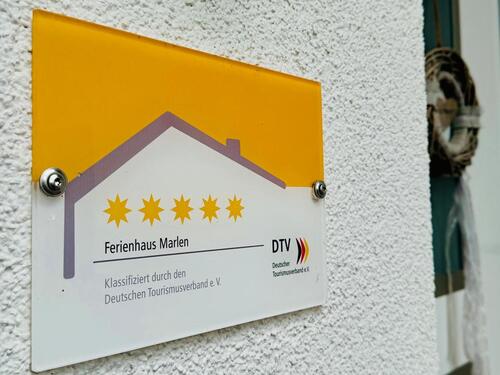 Ferienhaus Marlen
Klassifiziert durch den
Deutschen Tourismusverband e. V.
DTV
Deutscher
Tourismusverband e.V.